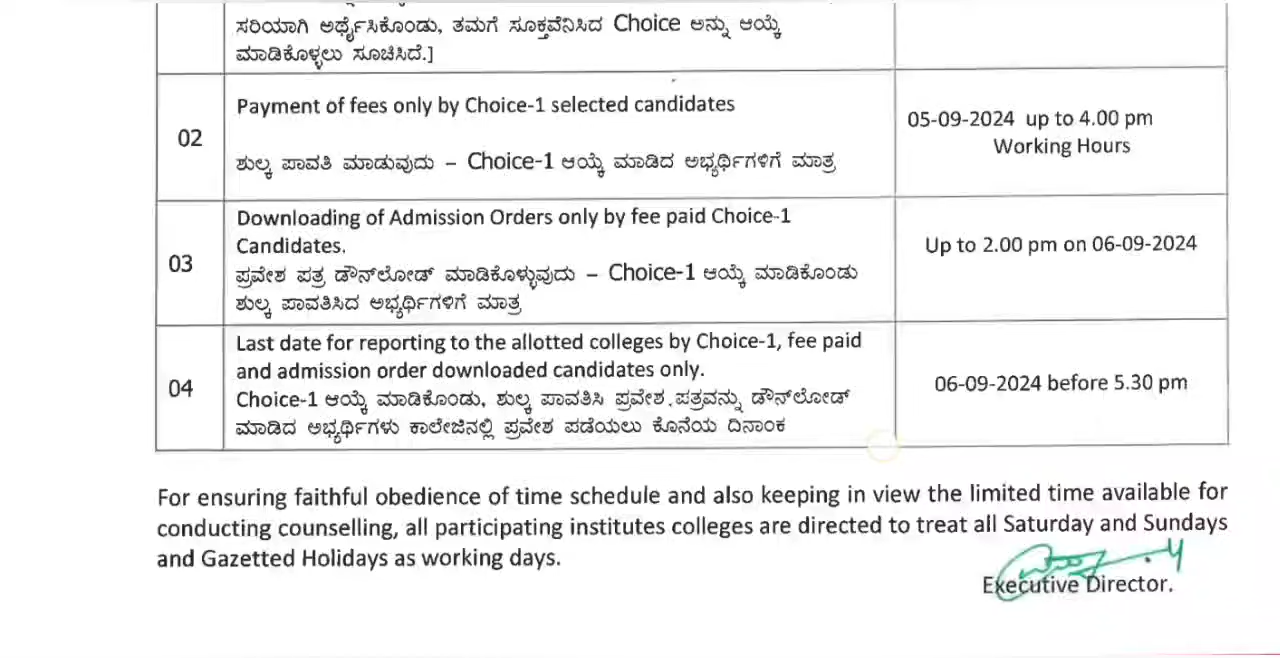 ಸರಿಯಾಗಿ ಅರ್ಥೈಸಿಕೊಂಡು, ತಮಗೆ ಸೂಕ್ತವೆನಿಸಿದ Choice ಅನ್ನು ಆಯ್ಕೆ
ಮಾಡಿಕೊಳ್ಳಲು ಸೂಚಿಸಿದೆ.]
02
Payment of fees only by Choice-1 selected candidates
ಶುಲ್ಕ ಪಾವತಿ ಮಾಡುವುದು – Choice-1 ಆಯ್ಕೆ ಮಾಡಿದ ಅಭ್ಯರ್ಥಿಗಳಿಗೆ ಮಾತ್ರ
05-09-2024 up to 4.00 pm
Working Hours
03
Downloading of Admission Orders only by fee paid Choice-1
Candidates.
ಪ್ರವೇಶ ಪತ್ರ ಡೌನ್‌ಲೋಡ್ ಮಾಡಿಕೊಳ್ಳುವುದು – Choice-1 ಆಯ್ಕೆ ಮಾಡಿಕೊಂಡು
ಶುಲ್ಕ ಪಾವತಿಸಿದ ಅಭ್ಯರ್ಥಿಗಳಿಗೆ ಮಾತ್ರ
Up to 2.00 pm on 06-09-2024
04
Last date for reporting to the allotted colleges by Choice-1, fee paid
and admission order downloaded candidates only.
Choice-1 ಆಯ್ಕೆ ಮಾಡಿಕೊಂಡು, ಶುಲ್ಕ ಪಾವತಿಸಿ ಪ್ರವೇಶ ಪತ್ರವನ್ನು ಡೌನ್‌ಲೋಡ್
ಮಾಡಿದ ಅಭ್ಯರ್ಥಿಗಳು ಕಾಲೇಜಿನಲ್ಲಿ ಪ್ರವೇಶ ಪಡೆಯಲು ಕೊನೆಯ ದಿನಾಂಕ
06-09-2024 before 5.30 pm
For ensuring faithful obedience of time schedule and also keeping in view the limited time available for
conducting counselling, all participating institutes colleges are directed to treat all Saturday and Sundays
and Gazetted Holidays as working days.
Executive Director.